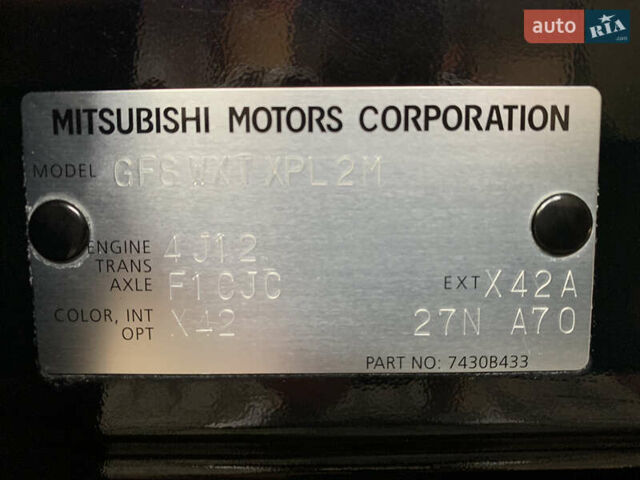 auto RIA
.com
MITSUBISHI MOTORS CORPORATION
MODEL GF8WXTXPL2M
ENGINE 4J12
TRANS
AXLE F1CJC EXT X42A
COLOR, INT X42 27N A70
OPT
PART NO: 7430B433